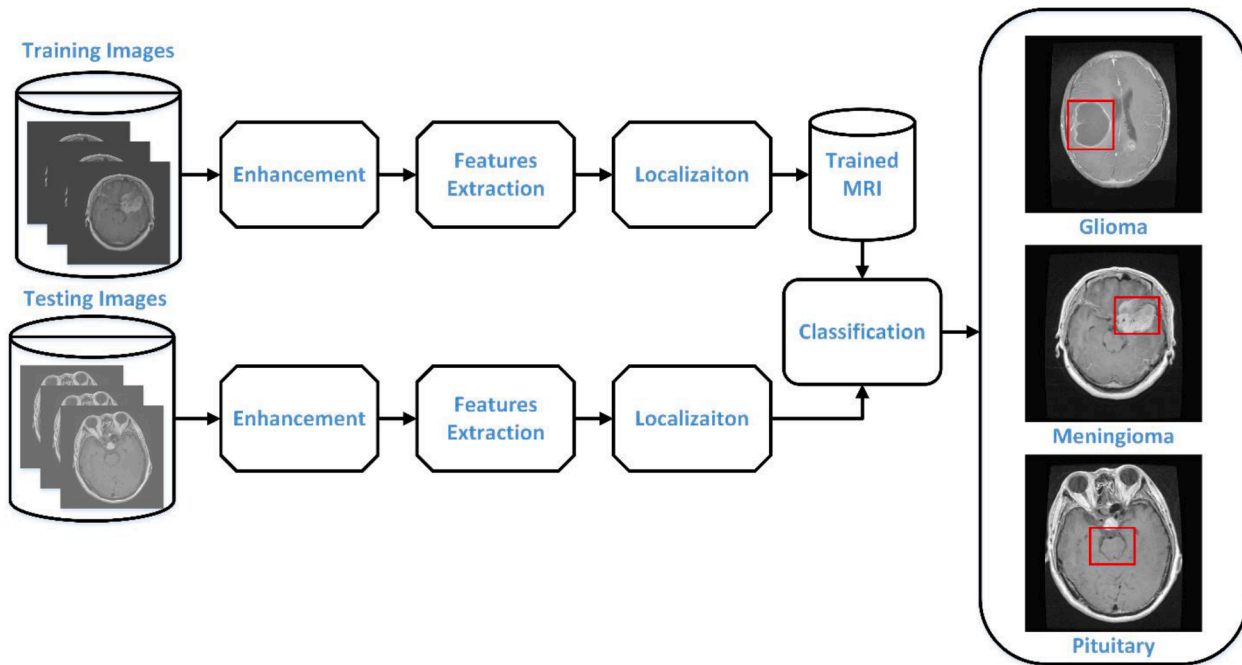 Training Images
Enhancement
Features
Extraction
Localizaiton
Trained
MRI
Testing Images
Enhancement
Features
Extraction
Localizaiton
Classification
Glioma
Meningioma
Pituitary